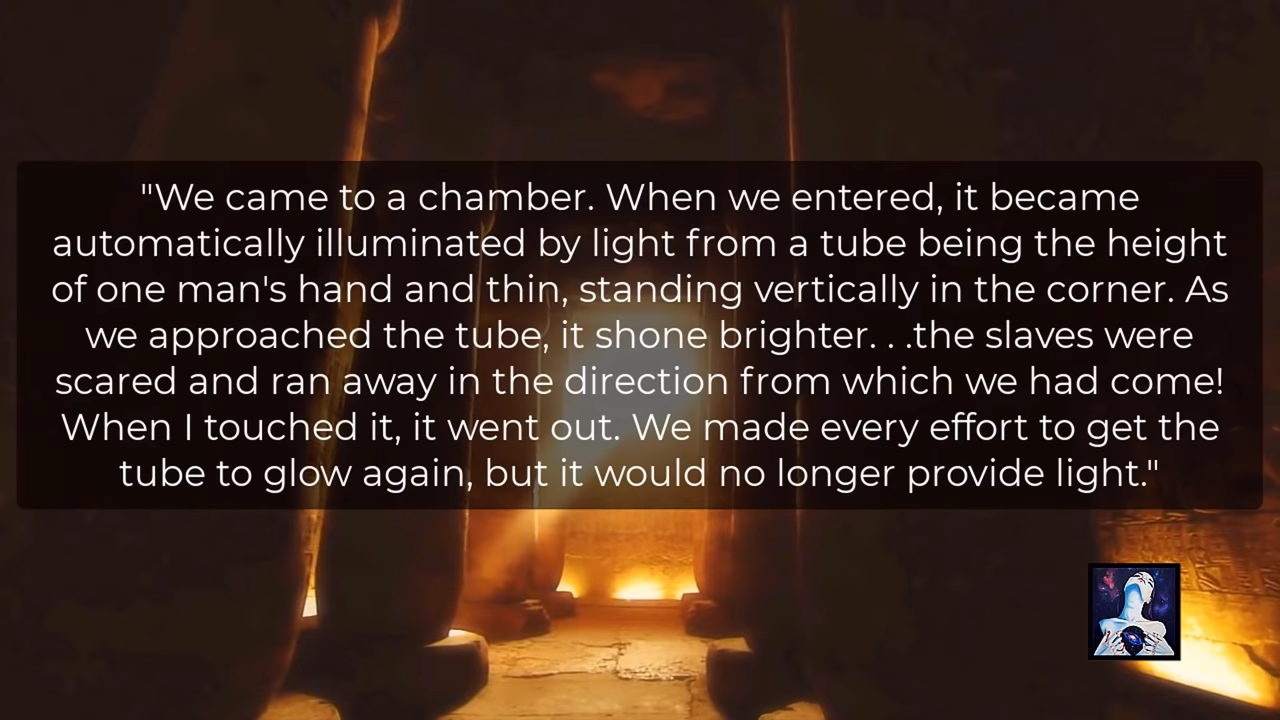 "We came to a chamber. When we entered, it became
automatically illuminated by light from a tube being the height
of one man's hand and thin, standing vertically in the corner. As
we approached the tube, it shone brighter. . .the slaves were
scared and ran away in the direction from which we had come!
When I touched it, it went out. We made every effort to get the
tube to glow again, but it would no longer provide light."